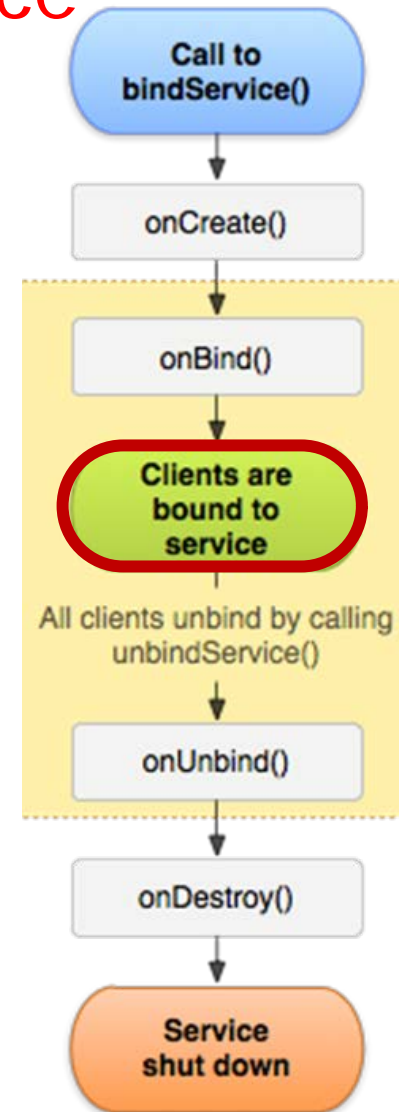 Call to
bindService()
onCreate()
onBind()
Clients are
bound to
service
All clients unbind by calling
unbindService()
onUnbind()
onDestroy()
Service
shut down